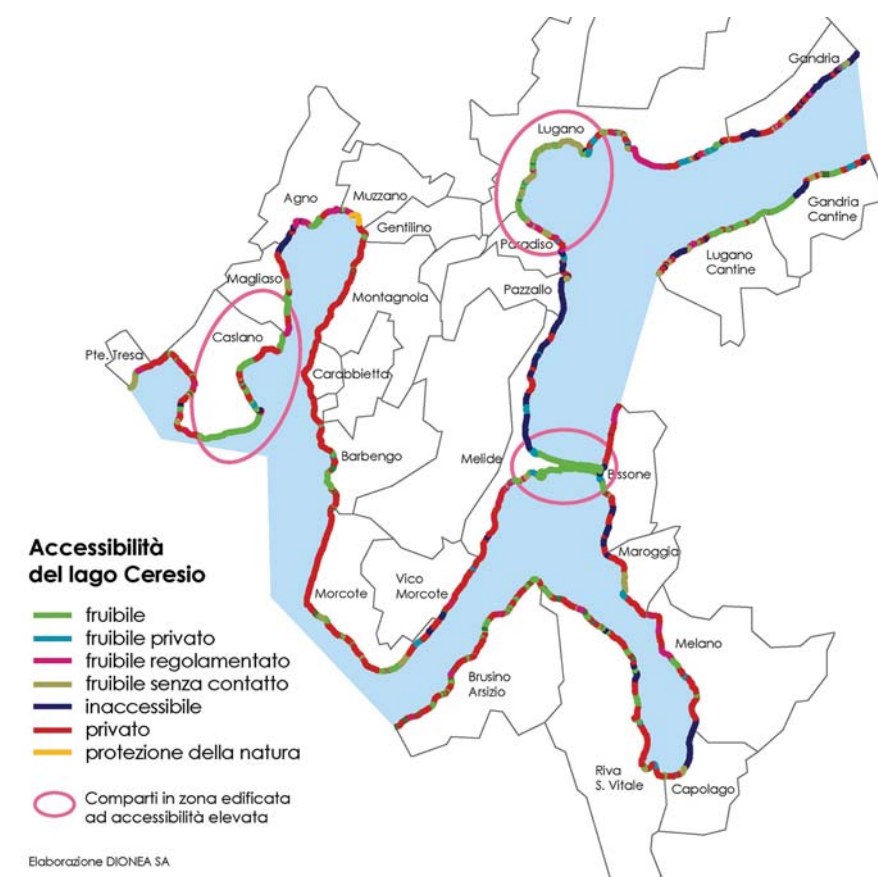 Gandria
Lugano
Agno
Muzzano
Gentilino
Gandria
Cantine
Paradiso
Lugano
Cantine
Magliaso
Pazzallo
Montagnola
Caslano
Pte. Tresa
Carabbietta
Barbengo
Melide
Bissone
Accessibilità
del lago Ceresio
Maroggia
Morcote
Vico
Morcote
fruibile
fruibile privato
fruibile regolamentato
fruibile senza contatto
inaccessibile
privato
protezione della natura
Melano
Brusino
Arsizio
Riva
S. Vitale
Capolago
Comparti in zona edificata
ad accessibilità elevata
Elaborazione DIONEA SA